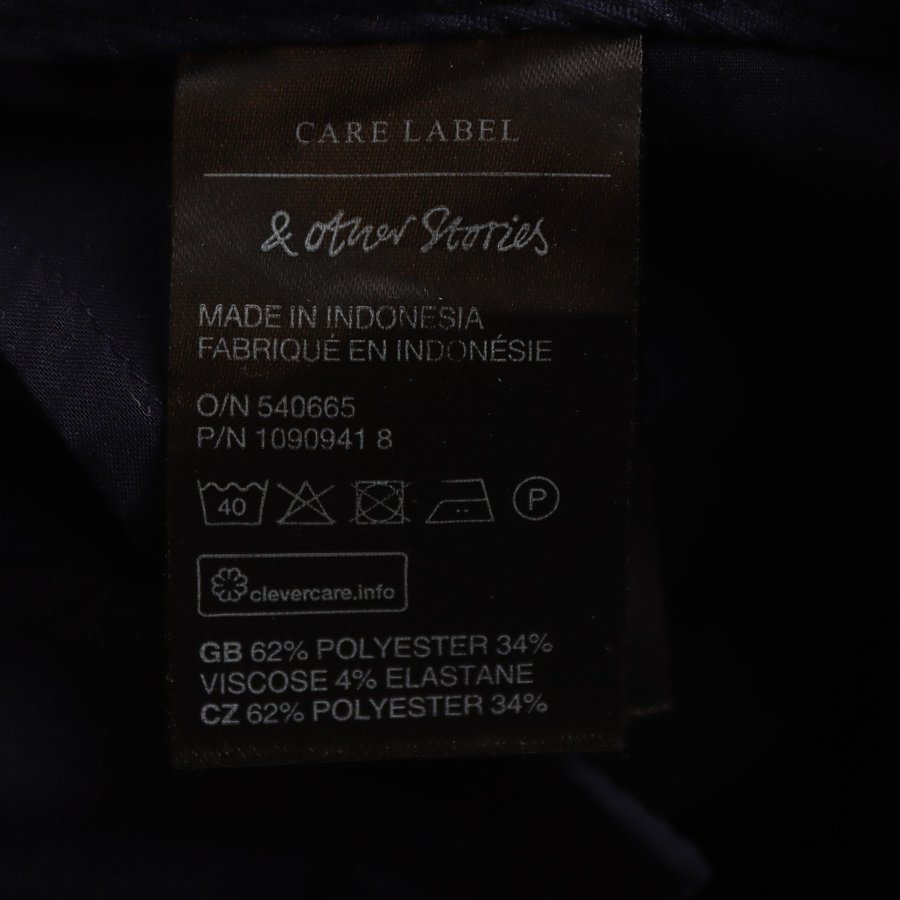 CARE LABEL
& Other Stories
MADE IN INDONESIA
FABRIQUÉ EN INDONÉSIE
O/N 540665
P/N 1090941 8
40 P
clevercare.info
GB 62% POLYESTER 34%
VISCOSE 4% ELASTANE
CZ 62% POLYESTER 34%